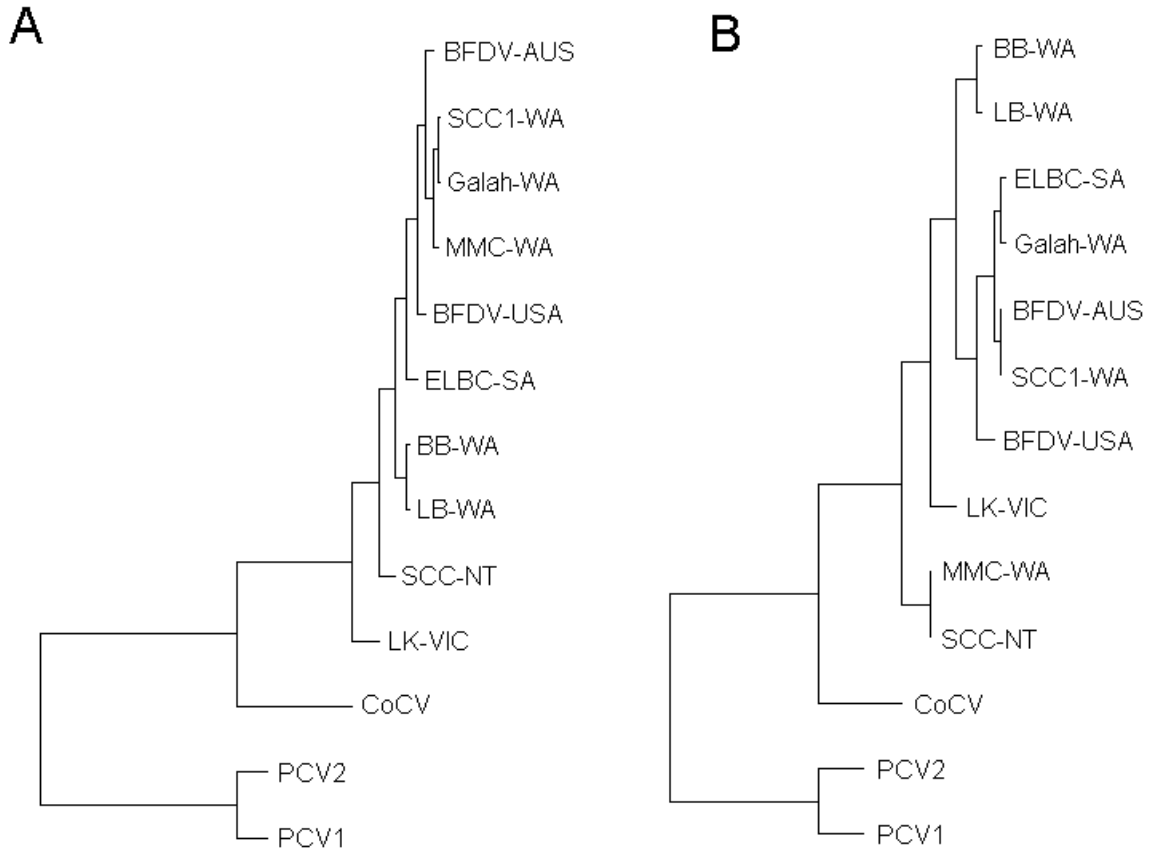 A
BFDV-AUS
SCC1-WA
Galah-WA
MMC-WA
BFDV-USA
ELBC-SA
BB-WA
LB-WA
SCC-NT
LK-VIC
CoCV
PCV2
PCV1
B
BB-WA
LB-WA
ELBC-SA
Galah-WA
BFDV-AUS
SCC1-WA
BFDV-USA
LK-VIC
MMC-WA
SCC-NT
CoCV
PCV2
PCV1